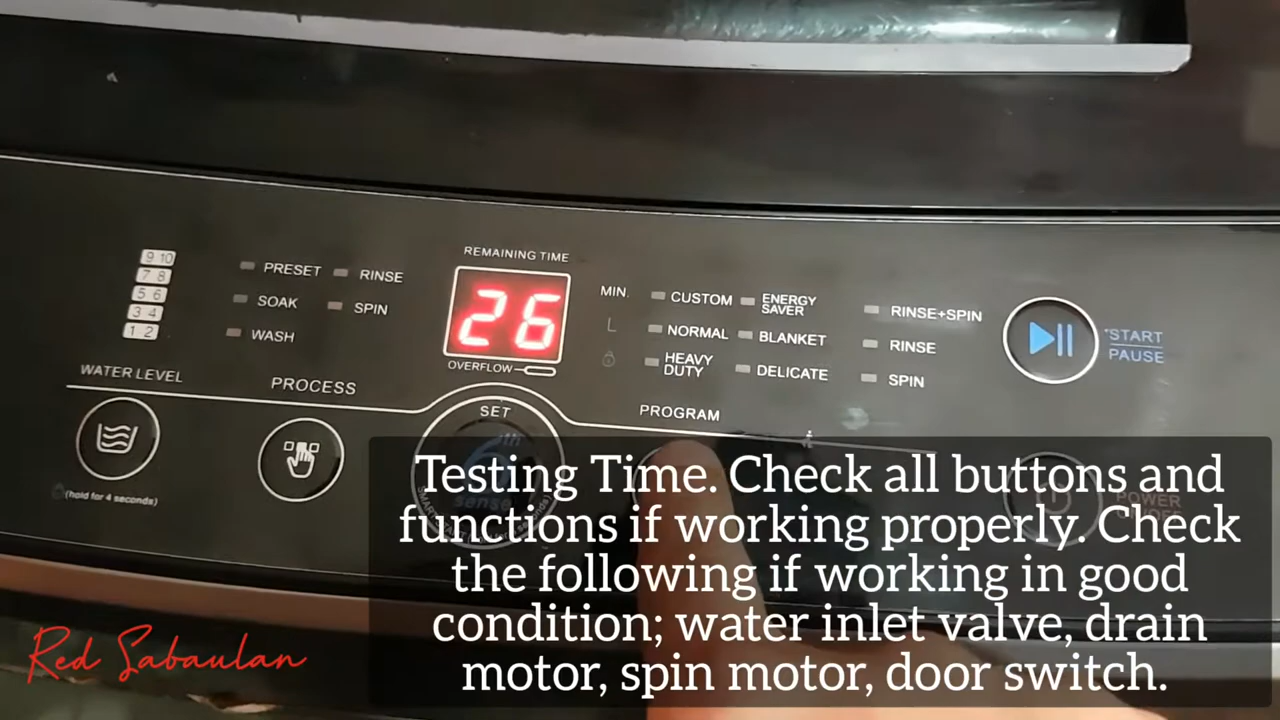 REMAINING TIME
9 10
7 8
5 6
3 4
1 2
WATER LEVEL
(hold for 4 seconds)
PRESET RINSE
SOAK SPIN
WASH
PROCESS
26
OVERFLOW
SET
6th
sense
MIN.
L
CUSTOM ENERGY SAVER RINSE+SPIN
NORMAL BLANKET RINSE
HEAVY DUTY DELICATE SPIN
PROGRAM
START
PAUSE
POWER
Testing Time. Check all buttons and
functions if working properly. Check
the following if working in good
condition; water inlet valve, drain
motor, spin motor, door switch.
Red Sabaulan